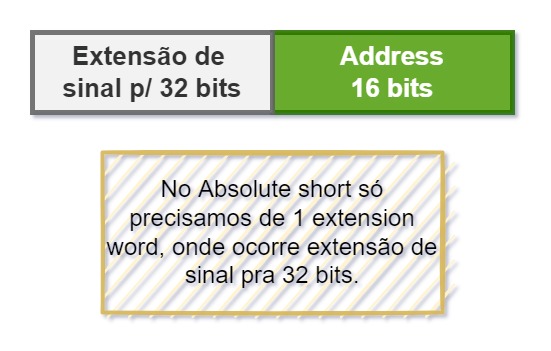 Extensão de
sinal p/ 32 bits
Address
16 bits
No Absolute short só
precisamos de 1 extension
word, onde ocorre extensão de
sinal pra 32 bits.